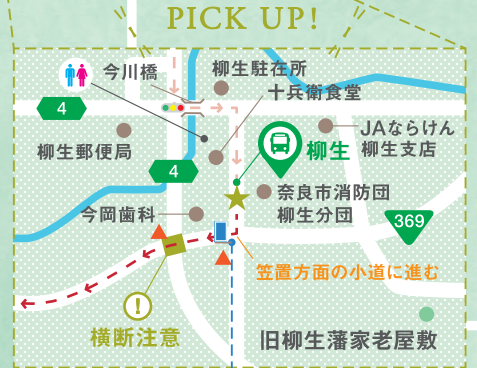 PICK UP!
今川橋
柳生駐在所
十兵衛食堂
4
柳生郵便局
JAならけん
柳生支店
柳生
4
奈良市消防団
柳生分団
今岡歯科
369
笠置方面の小道に進む
!
横断注意
旧柳生藩家老屋敷